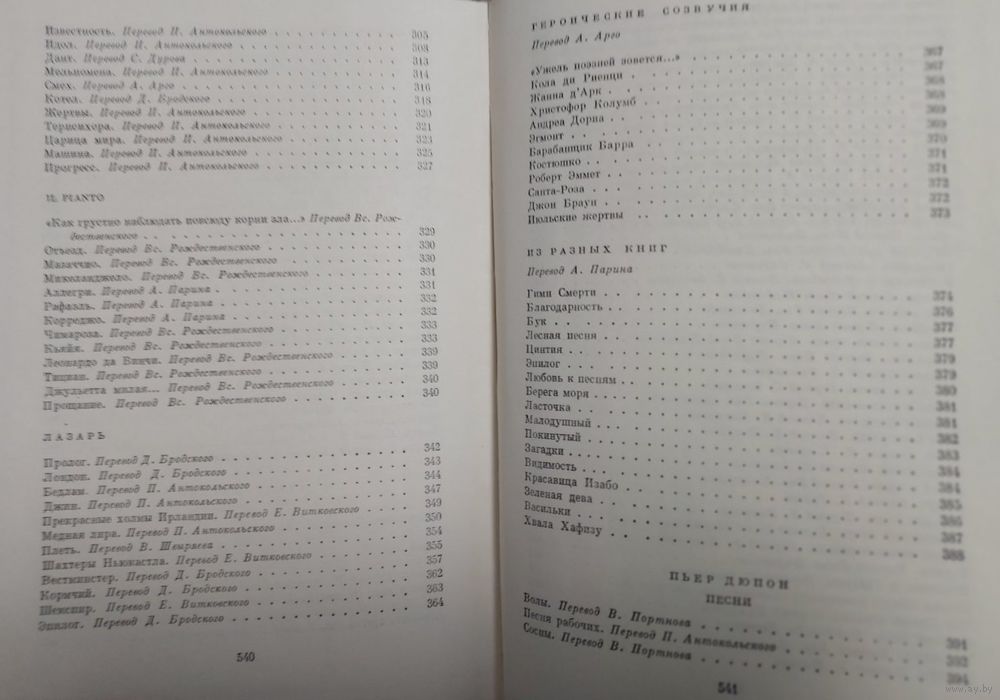 Известность. Перевод П. Антокольского 305
Идол. Перевод П. Антокольского 308
Дант. Перевод С. Дурова 313
Мельпомена. Перевод П. Антокольского 314
Смех. Перевод А. Арго 316
Котел. Перевод Д. Бродского 318
Жертвы. Перевод П. Антокольского 320
Терпсихора. Перевод П. Антокольского 321
Царица мира. Перевод П. Антокольского 323
Машина. Перевод П. Антокольского 325
Прогресс. Перевод П. Антокольского 327
IL PIANTO
«Как грустно наблюдать повсюду корни зла...» Перевод Вс. Рож-
дественского 329
Отъезд. Перевод Вс. Рождественского 330
Мазаччио. Перевод Вс. Рождественского 330
Микеланджело. Перевод Вс. Рождественского 331
Аллегри. Перевод А. Парина 331
Рафаэль. Перевод А. Парина 332
Корреджо. Перевод А. Парина 332
Чимароза. Перевод Вс. Рождественского 333
Кьяйя. Перевод Вс. Рождественского 333
Леонардо да Винчи. Перевод Вс. Рождественского 339
Тициан. Перевод Вс. Рождественского 339
Джульетта милая... Перевод Вс. Рождественского 340
Прощание. Перевод Вс. Рождественского 340
ЛАЗАРЬ
Пролог. Перевод Д. Бродского 342
Лондон. Перевод Д. Бродского 343
Бедлам. Перевод П. Антокольского 344
Джин. Перевод П. Антокольского 347
Прекрасные холмы Ирландии. Перевод Е. Витковского 349
Медная лира. Перевод П. Антокольского 350
Плеть. Перевод В. Шверяева 354
Шахтеры Ньюкастла. Перевод Е. Витковского 355
Вестминстер. Перевод Д. Бродского 357
Кормчий. Перевод Д. Бродского 362
Шекспир. Перевод Е. Витковского 363
Эпилог. Перевод Д. Бродского 364
540
ГЕРОИЧЕСКИЕ СОЗВУЧИЯ
Перевод А. Арго
«Ужель поэзией зовется...» 367
Кола ди Риенци 367
Жанна д'Арк 368
Христофор Колумб 368
Андреа Дориа 369
Эгмонт 369
Барабанщик Барра 370
Костюшко 371
Роберт Эммет 371
Санта-Роза 372
Джон Браун 372
Июльские жертвы 373
ИЗ РАЗНЫХ КНИГ
Перевод А. Парина
Гимн Смерти 374
Благодарность 376
Бук 377
Лесная песня 377
Цинтия 379
Эпилог 379
Любовь к песням 380
Берега моря 381
Ласточка 381
Малодушный 382
Покинутый 383
Загадки 384
Видимость 384
Красавица Изабо 385
Зеленая дева 386
Васильки 387
Хвала Хафизу 388
ПЬЕР ДЮПОН
ПЕСНИ
Волы. Перевод В. Портнова 391
Песня рабочих. Перевод П. Антокольского 392
Сосны. Перевод В. Портнова 394
541
www.ay.by